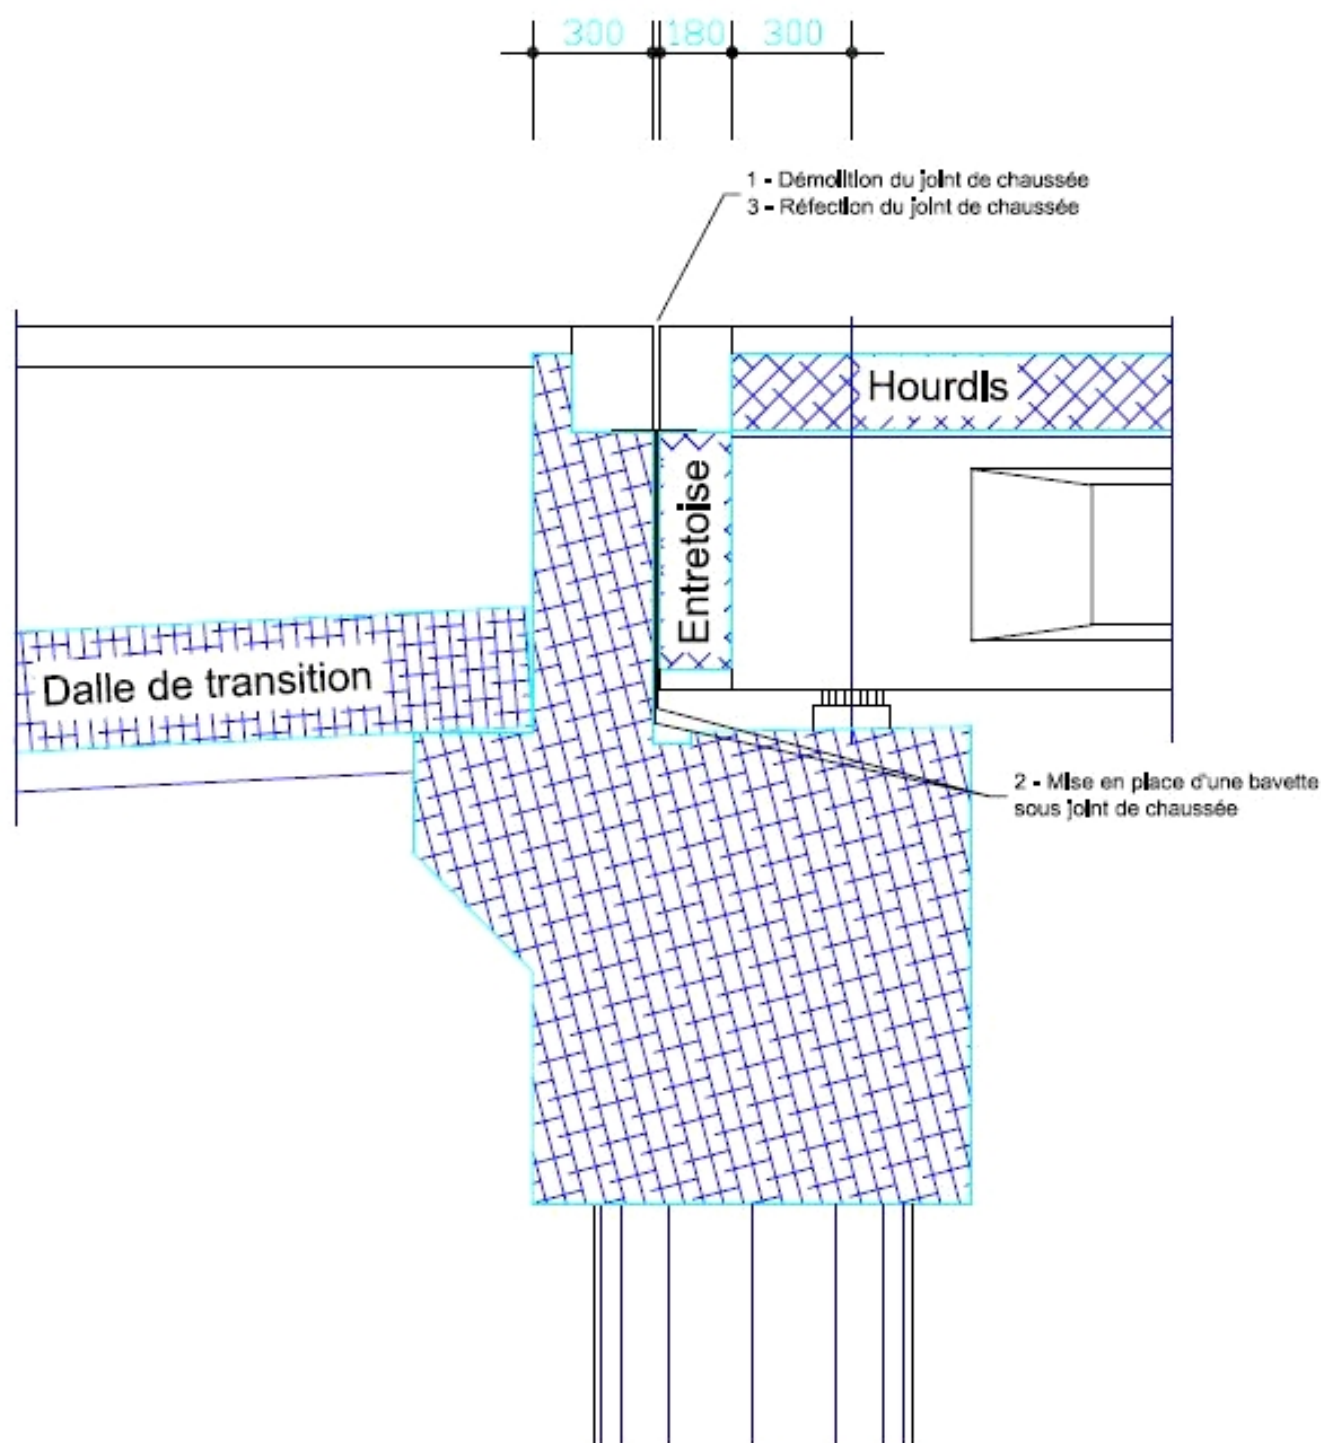 300 180 300
1 - Démolition du joint de chaussée
3 - Réfection du joint de chaussée
Hourdis
Entretoise
Dalle de transition
2 - Mise en place d'une bavette
sous joint de chaussée